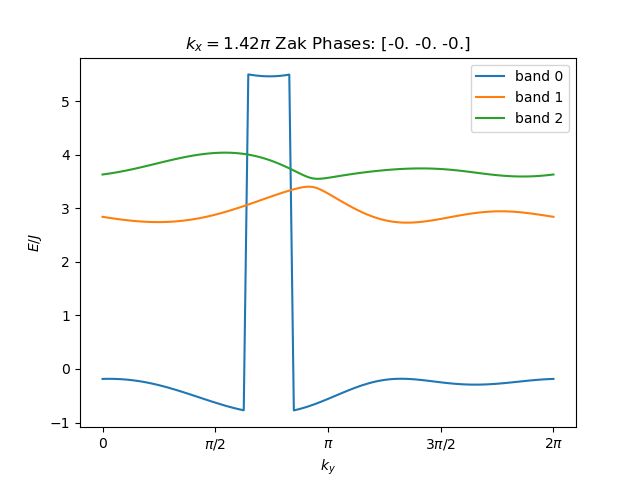 $k_x = 1.42\pi$ Zak Phases: [-0. -0. -0.]
band 0
band 1
band 2
E/J
5
4
3
2
1
0
−1
0
π/2
π
3π/2
2π
$k_y$